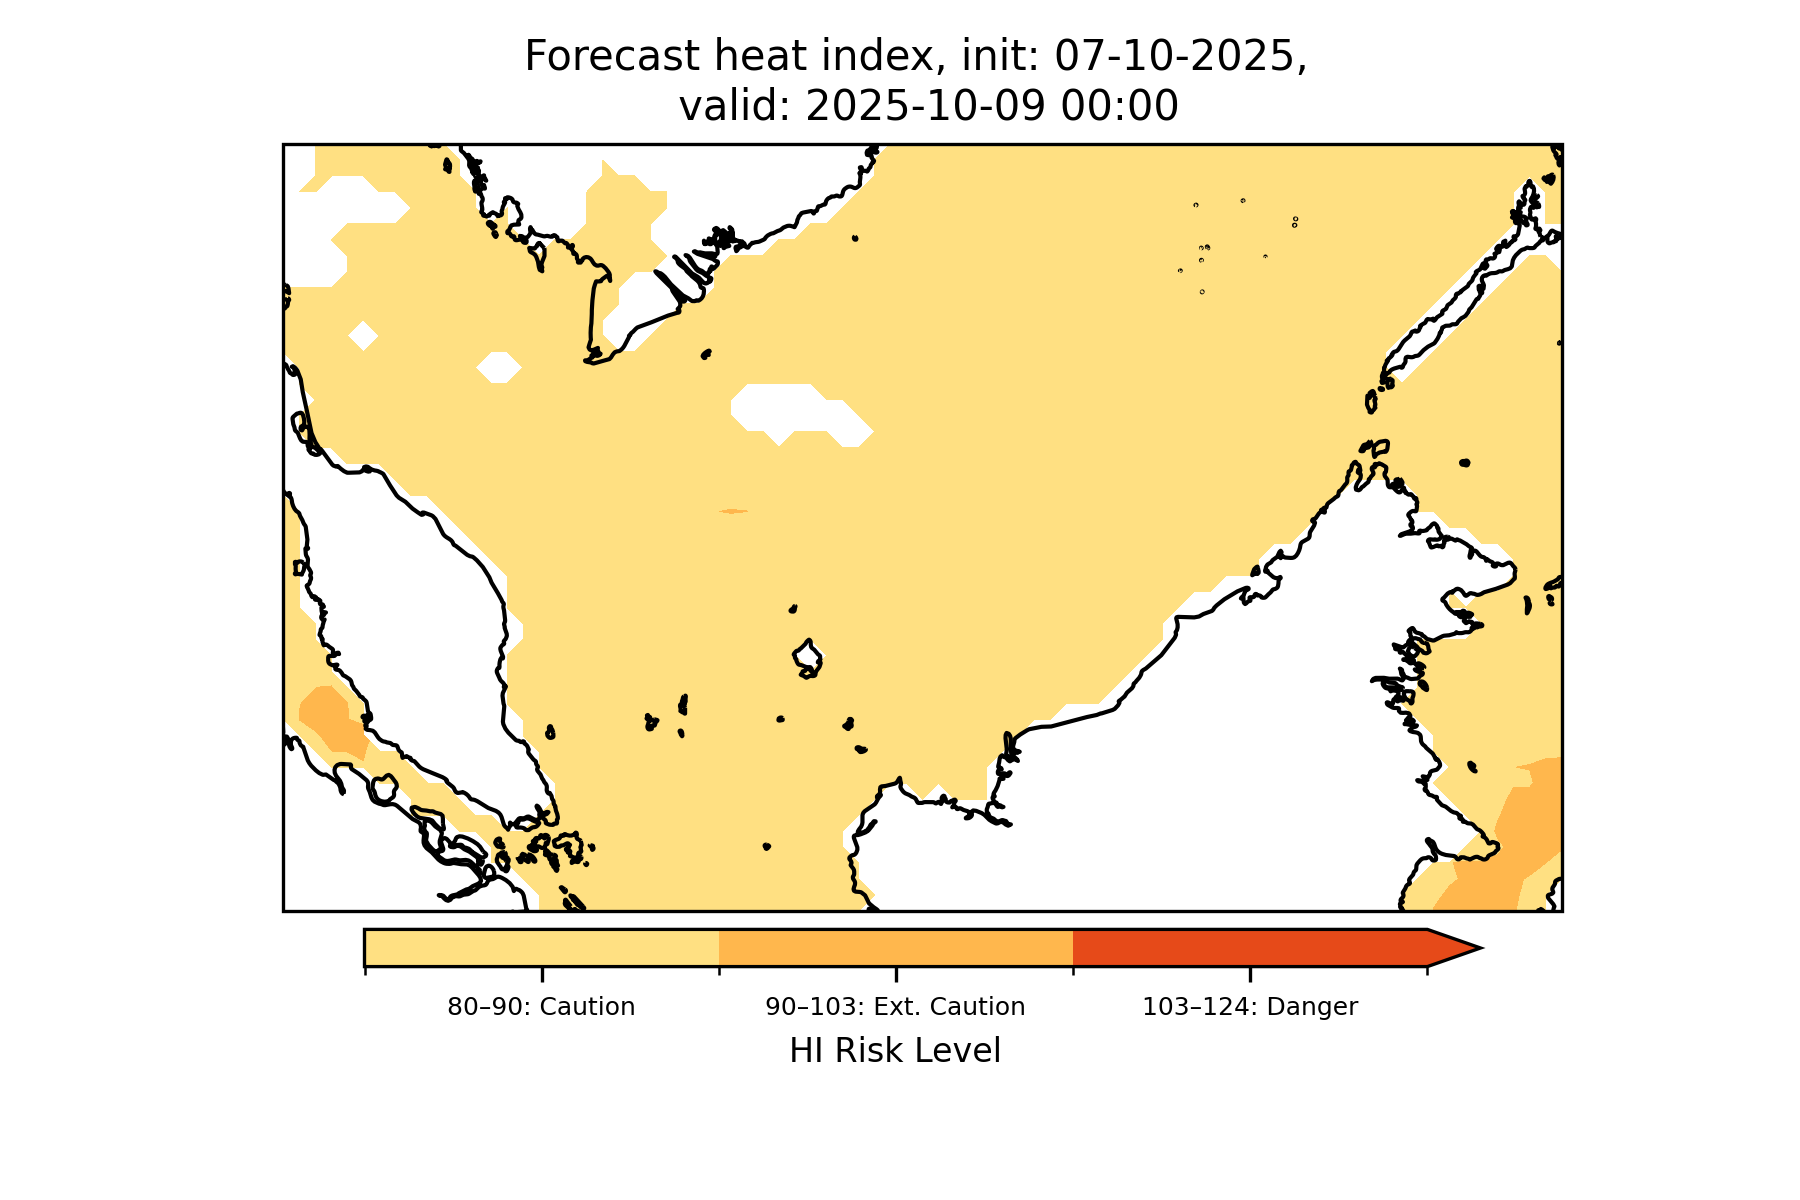 Forecast heat index, init: 07-10-2025,
valid: 2025-10-09 00:00
80–90: Caution
90–103: Ext. Caution
103–124: Danger
HI Risk Level